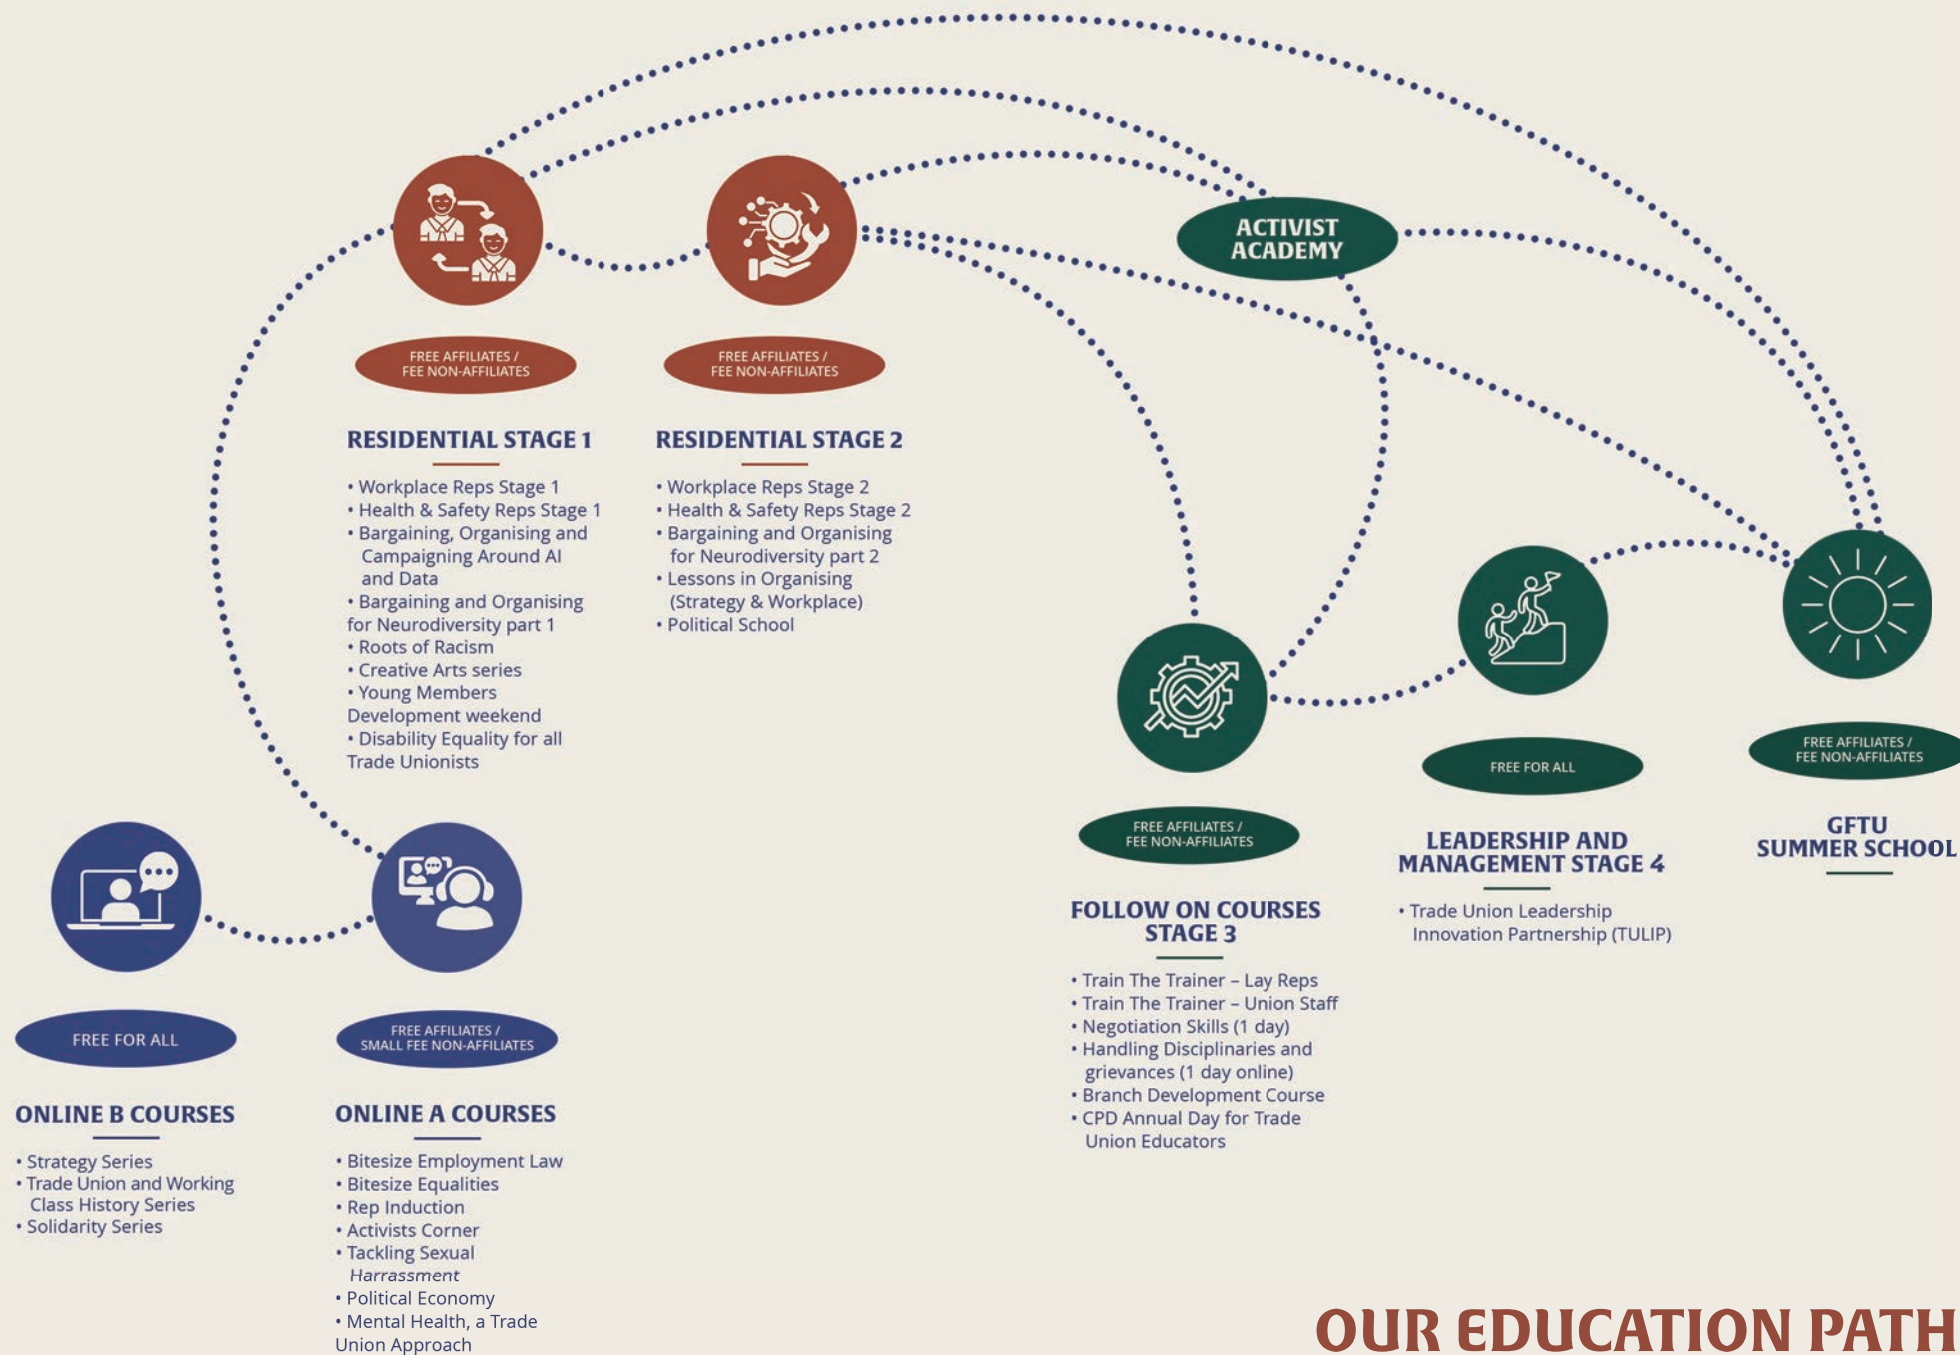 ACTIVIST
ACADEMY
FREE AFFILIATES /
FEE NON-AFFILIATES
RESIDENTIAL STAGE 1
• Workplace Reps Stage 1
• Health & Safety Reps Stage 1
• Bargaining, Organising and
Campaigning Around AI
and Data
• Bargaining and Organising
for Neurodiversity part 1
• Roots of Racism
• Creative Arts series
• Young Members
Development weekend
• Disability Equality for all
Trade Unionists
FREE AFFILIATES /
FEE NON-AFFILIATES
RESIDENTIAL STAGE 2
• Workplace Reps Stage 2
• Health & Safety Reps Stage 2
• Bargaining and Organising
for Neurodiversity part 2
• Lessons in Organising
(Strategy & Workplace)
• Political School
FREE FOR ALL
ONLINE B COURSES
• Strategy Series
• Trade Union and Working
Class History Series
• Solidarity Series
FREE AFFILIATES /
SMALL FEE NON-AFFILIATES
ONLINE A COURSES
• Bitesize Employment Law
• Bitesize Equalities
• Rep Induction
• Activists Corner
• Tackling Sexual
Harrassment
• Political Economy
• Mental Health, a Trade
Union Approach
FREE AFFILIATES /
FEE NON-AFFILIATES
FOLLOW ON COURSES
STAGE 3
• Train The Trainer – Lay Reps
• Train The Trainer – Union Staff
• Negotiation Skills (1 day)
• Handling Disciplinaries and
grievances (1 day online)
• Branch Development Course
• CPD Annual Day for Trade
Union Educators
FREE FOR ALL
LEADERSHIP AND
MANAGEMENT STAGE 4
• Trade Union Leadership
Innovation Partnership (TULIP)
FREE AFFILIATES /
FEE NON-AFFILIATES
GFTU
SUMMER SCHOOL
OUR EDUCATION PATH